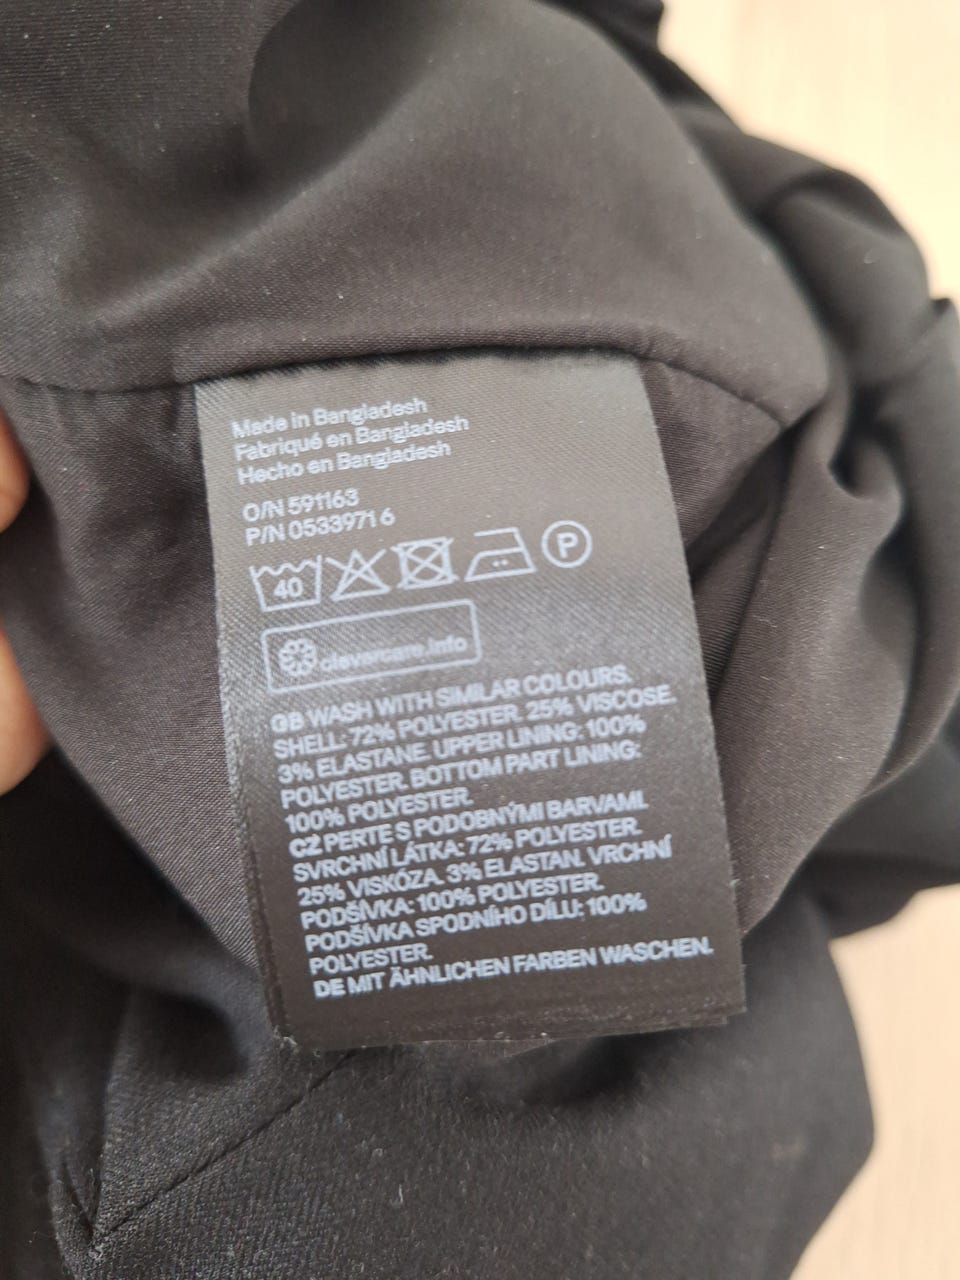 Made in Bangladesh
Fabriqué en Bangladesh
Hecho en Bangladesh
O/N 591163
P/N 0533971 6
40
P
clevercare.info
GB WASH WITH SIMILAR COLOURS.
SHELL: 72% POLYESTER. 25% VISCOSE.
3% ELASTANE. UPPER LINING: 100%
POLYESTER. BOTTOM PART LINING:
100% POLYESTER.
CZ PERTE S PODOBNÝMI BARVAMI.
SVRCHNÍ LÁTKA: 72% POLYESTER.
25% VISKÓZA. 3% ELASTAN. VRCHNÍ
PODŠÍVKA: 100% POLYESTER.
PODŠÍVKA SPODNÍHO DÍLU: 100%
POLYESTER.
DE MIT ÄHNLICHEN FARBEN WASCHEN.